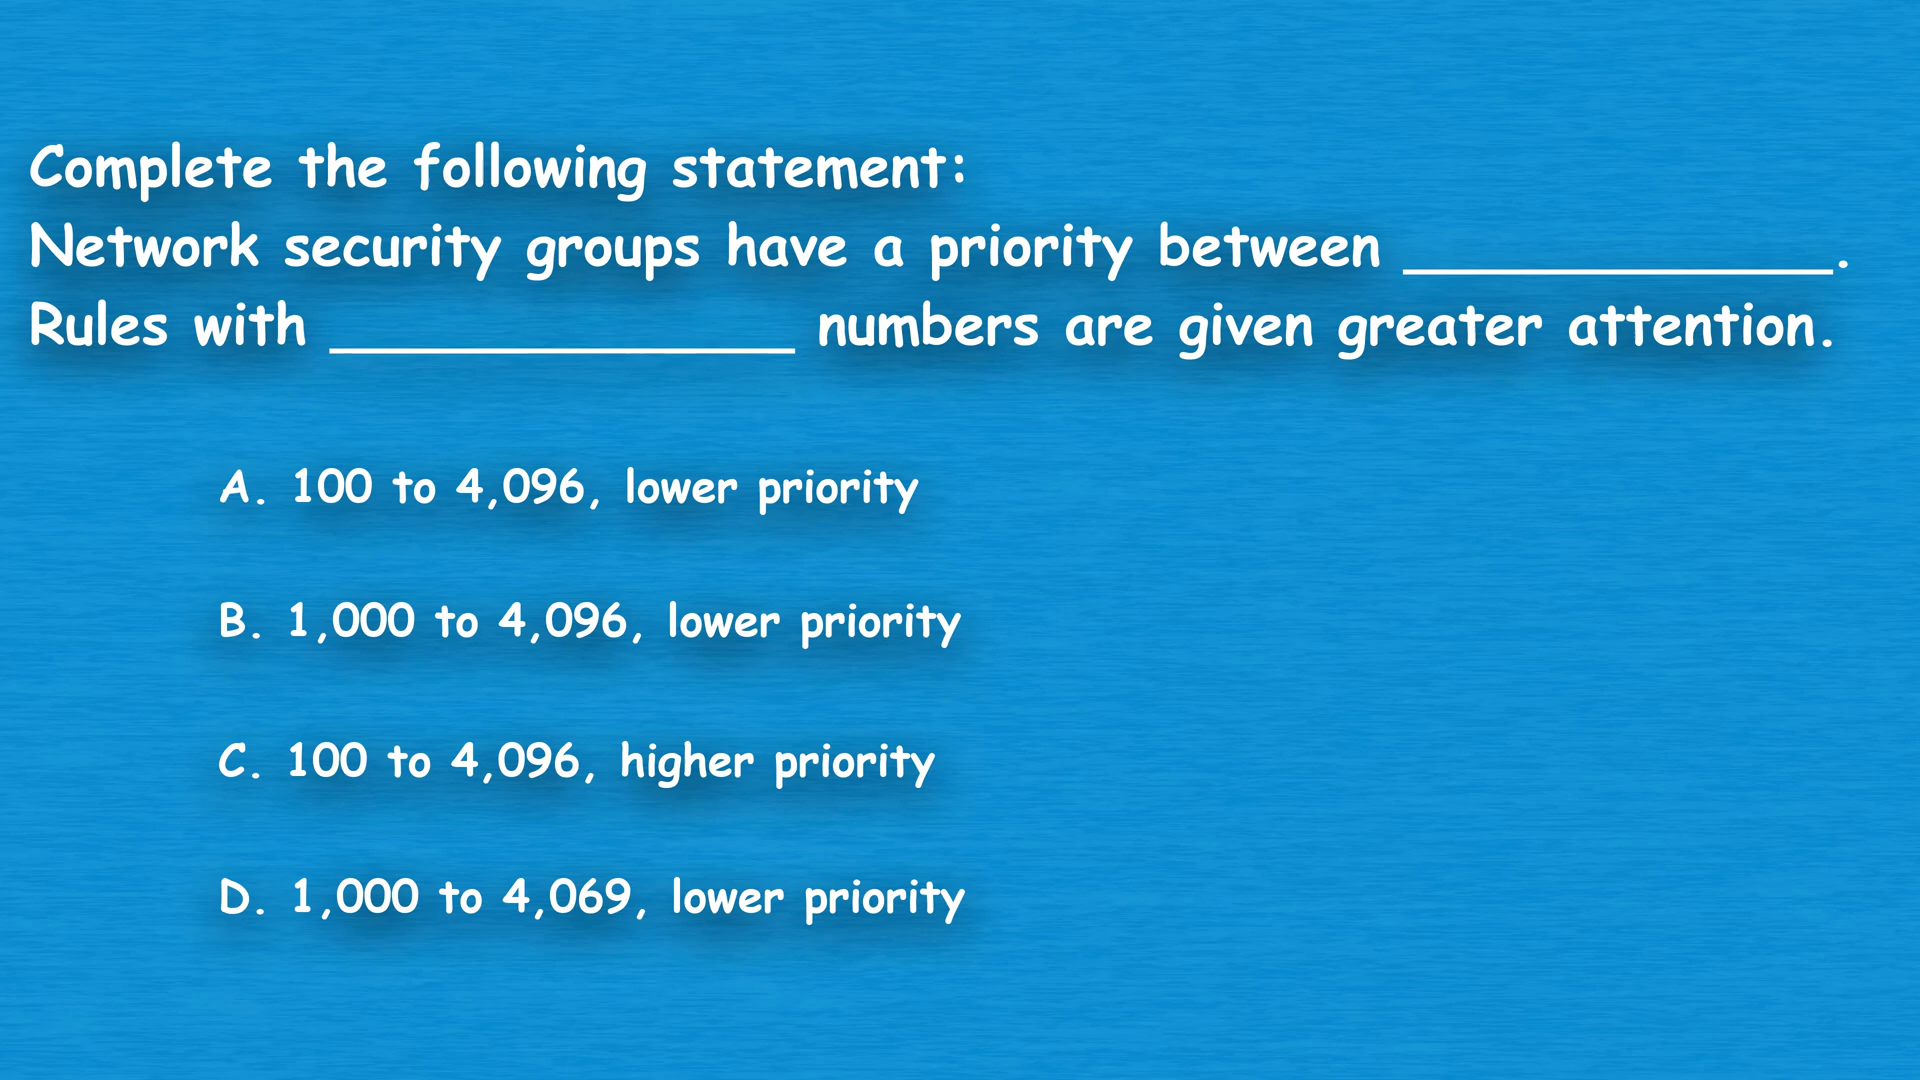 Complete the following statement:
Network security groups have a priority between ______________.
Rules with _______________ numbers are given greater attention.
A. 100 to 4,096, lower priority
B. 1,000 to 4,096, lower priority
C. 100 to 4,096, higher priority
D. 1,000 to 4,069, lower priority